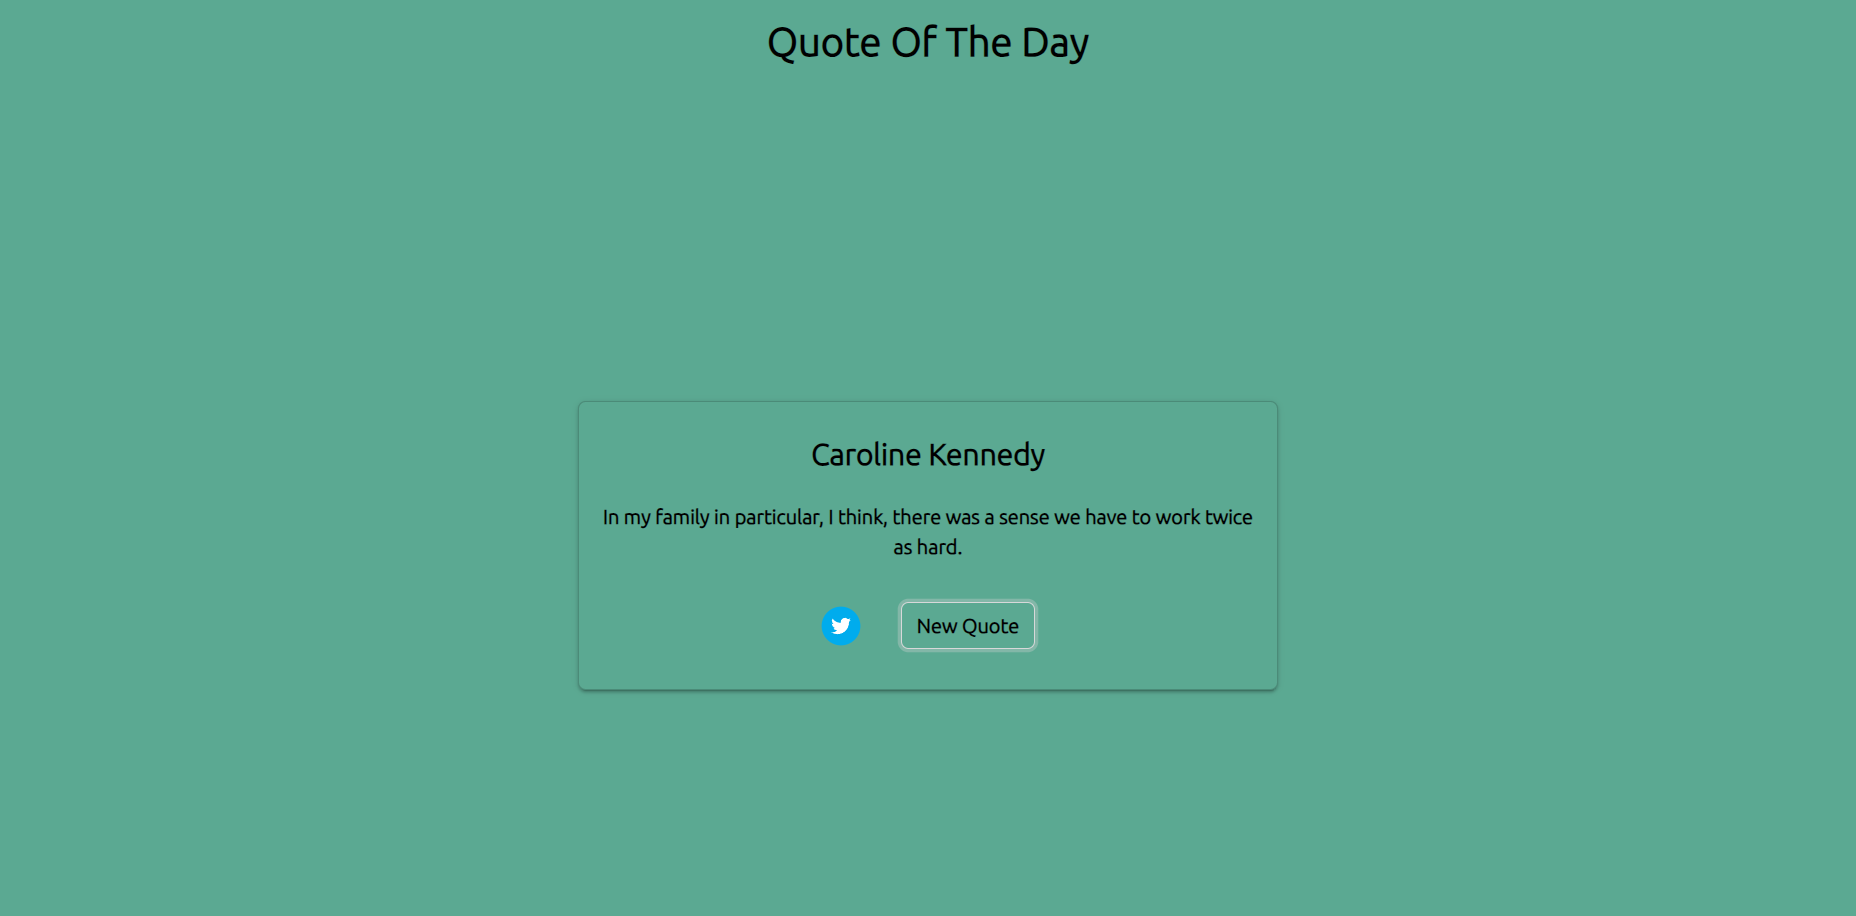 Quote Of The Day
Caroline Kennedy
In my family in particular, I think, there was a sense we have to work twice
as hard.
New Quote